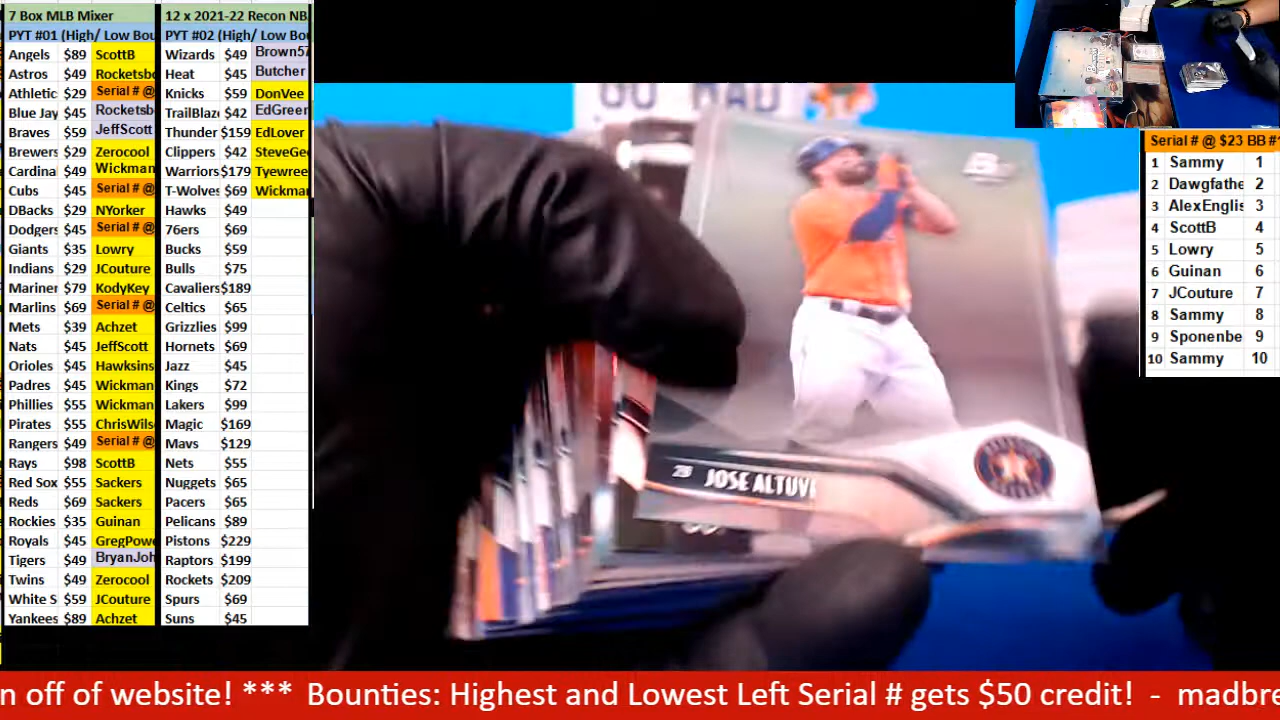 7 Box MLB Mixer
PYT #01 (High/ Low Bou
Angels $89 ScottB
Astros $49 Rocketsbo
Athletic $29 Serial # @
Blue Jay $45 Rocketsb
Braves $59 JeffScott
Brewers $29 Zerocool
Cardina $49 Wickman
Cubs $45 Serial # @
DBacks $29 NYorker
Dodgers $45 Serial # @
Giants $35 Lowry
Indians $29 JCouture
Mariner $79 KodyKey
Marlins $69 Serial # @
Mets $39 Achzet
Nats $45 JeffScott
Orioles $45 Hawksins
Padres $45 Wickman
Phillies $55 Wickman
Pirates $55 ChrisWils
Rangers $49 Serial # @
Rays $98 ScottB
Red Sox $55 Sackers
Reds $69 Sackers
Rockies $35 Guinan
Royals $45 GregPowe
Tigers $49 BryanJoh
Twins $49 Zerocool
White S $59 JCouture
Yankees $89 Achzet
12 x 2021-22 Recon NB
PYT #02 (High/ Low Bou
Wizards $49 Brown57
Heat $45 Butcher
Knicks $59 DonVee
TrailBlaz $42 EdGreen
Thunder $159 EdLover
Clippers $42 SteveGe
Warriors $179 Tyewree
T-Wolves $69 Wickman
Hawks $49
76ers $69
Bucks $59
Bulls $75
Cavaliers $189
Celtics $65
Grizzlies $99
Hornets $69
Jazz $45
Kings $72
Lakers $99
Magic $169
Mavs $129
Nets $55
Nuggets $65
Pacers $65
Pelicans $89
Pistons $229
Raptors $199
Rockets $209
Spurs $69
Suns $45
GO MAD
2B JOSE ALTUVE
Serial # @ $23 BB #
1 Sammy 1
2 Dawgfathe 2
3 AlexEnglis 3
4 ScottB 4
5 Lowry 5
6 Guinan 6
7 JCouture 7
8 Sammy 8
9 Sponenbe 9
10 Sammy 10
n off of website! *** Bounties: Highest and Lowest Left Serial # gets $50 credit! - madbre